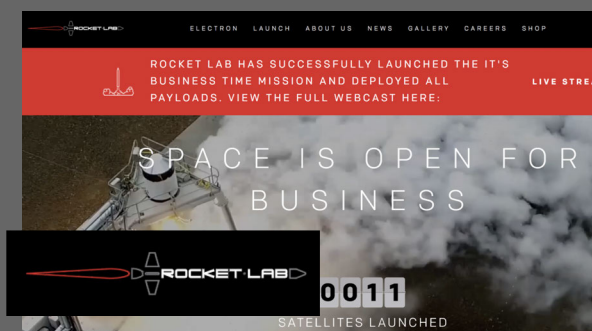 ROCKET LAB
ELECTRON LAUNCH ABOUT US NEWS GALLERY CAREERS SHOP
ROCKET LAB HAS SUCCESSFULLY LAUNCHED THE IT'S
BUSINESS TIME MISSION AND DEPLOYED ALL
PAYLOADS. VIEW THE FULL WEBCAST HERE:
LIVE STREA
SPACE IS OPEN FOR
BUSINESS
ROCKET·LAB
0011
SATELLITES LAUNCHED